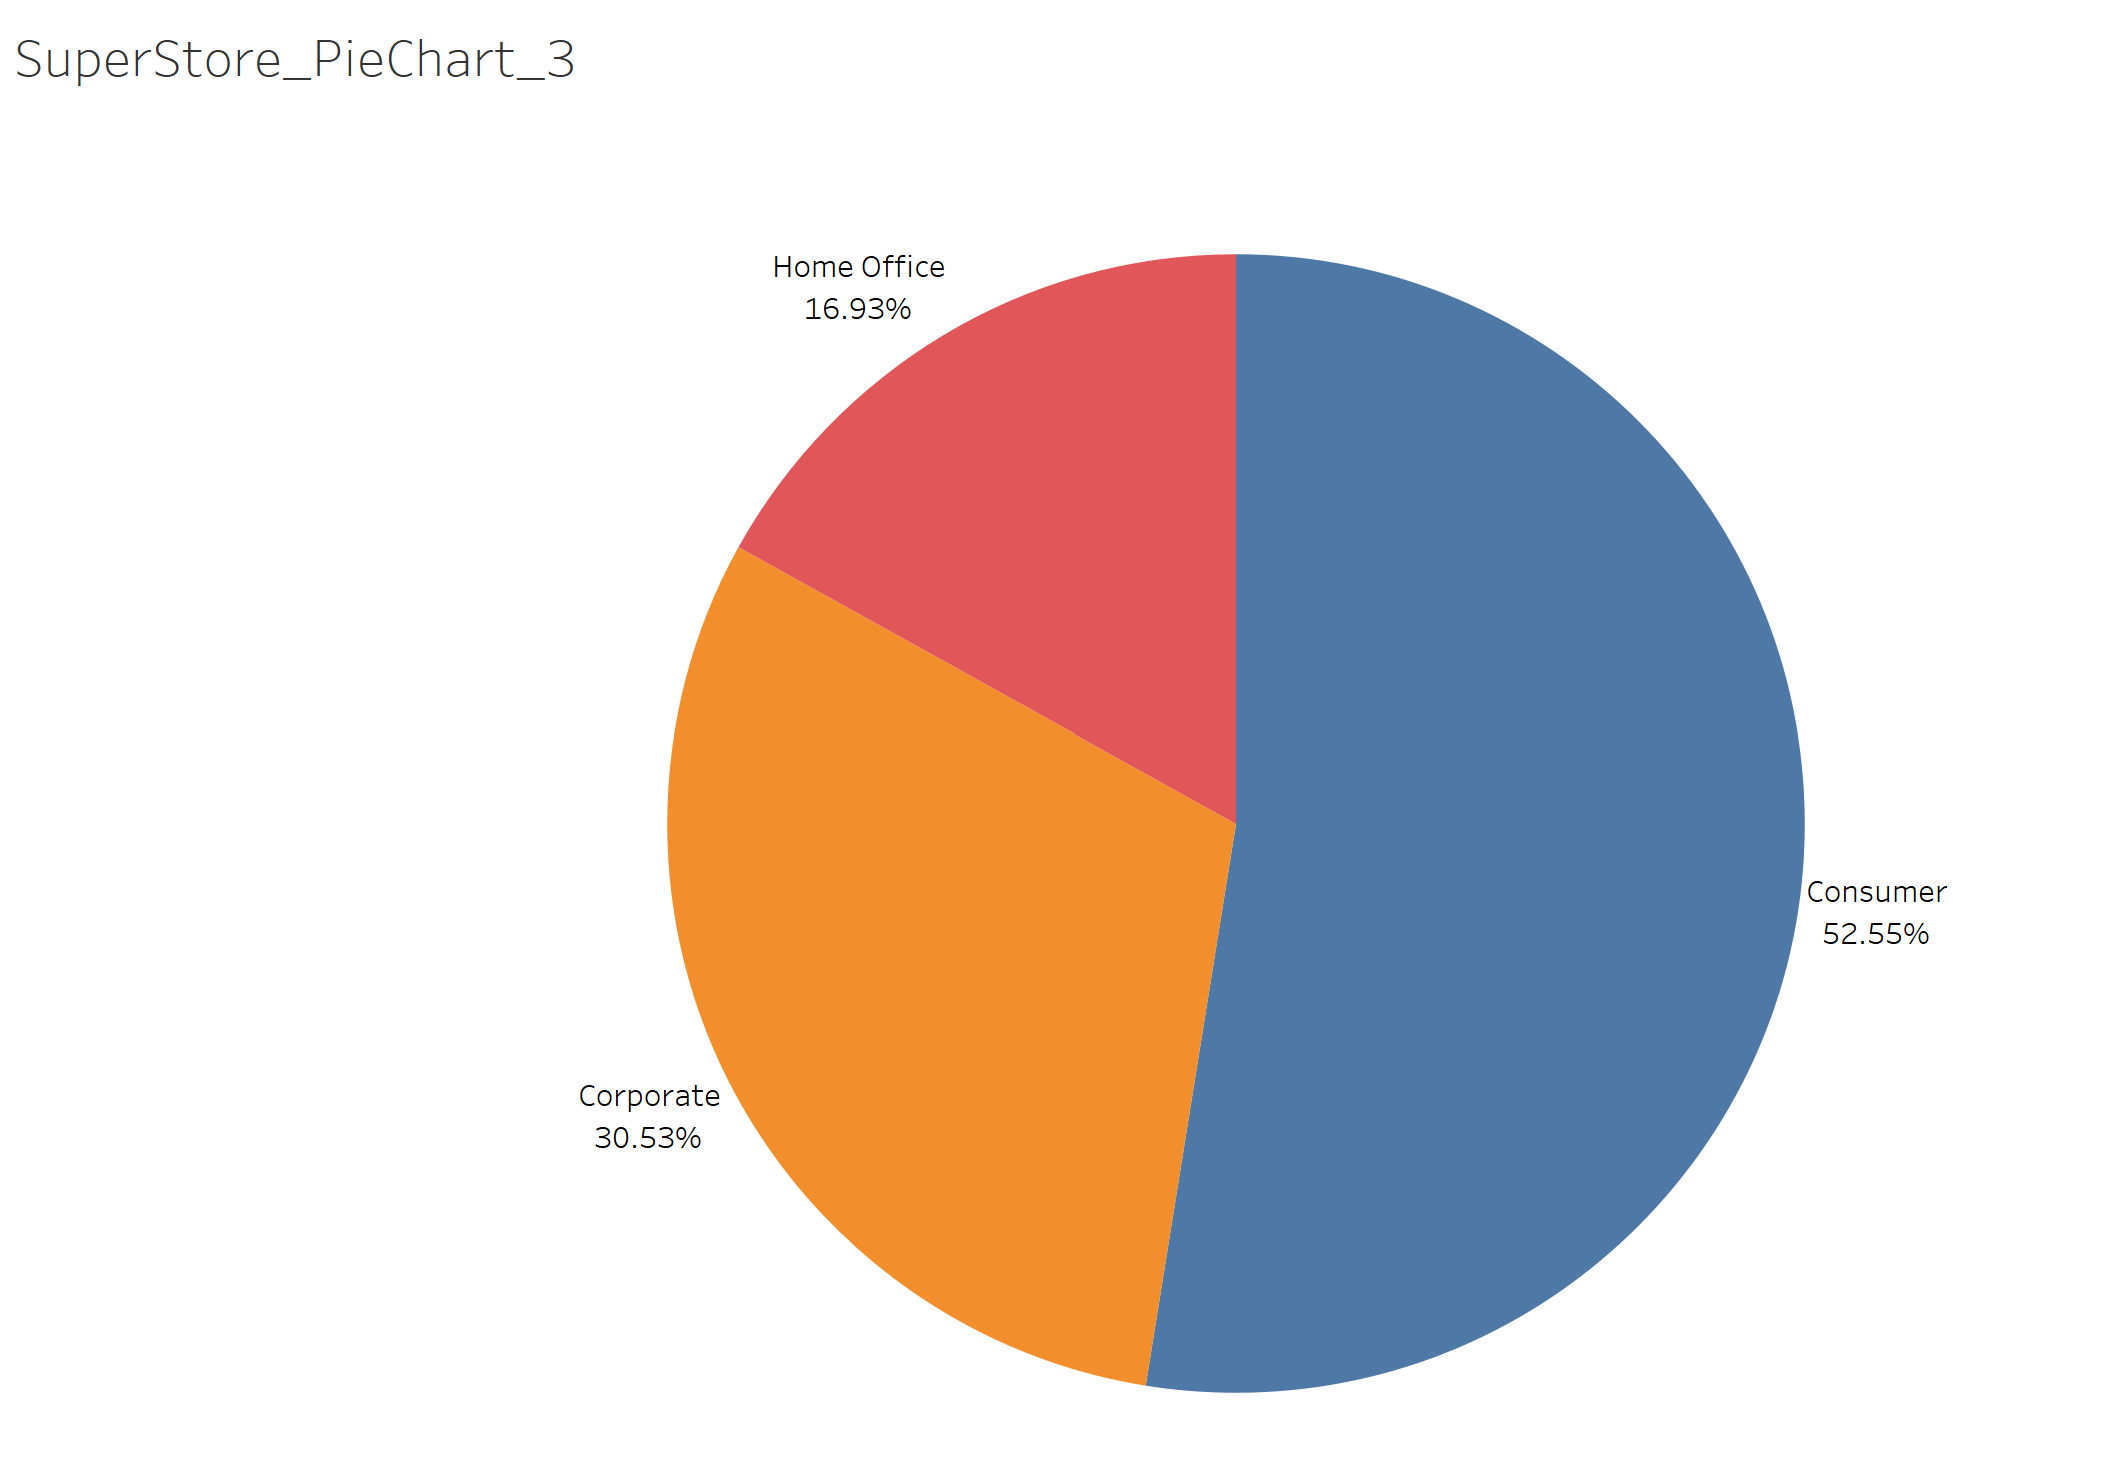 SuperStore_PieChart_3
Home Office
16.93%
Consumer
52.55%
Corporate
30.53%